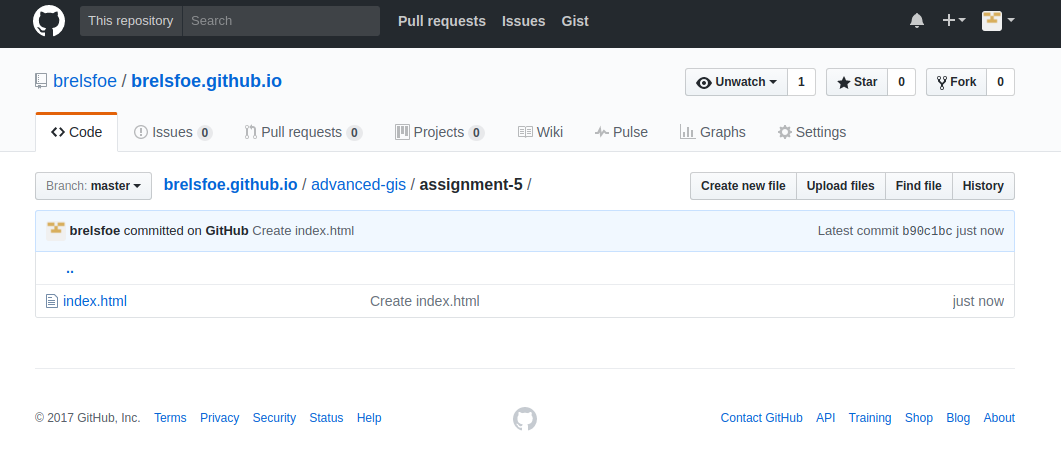 This repository Search Pull requests Issues Gist
brelsfoe / brelsfoe.github.io Unwatch 1 Star 0 Fork 0
Code Issues 0 Pull requests 0 Projects 0 Wiki Pulse Graphs Settings
Branch: master brelsfoe.github.io / advanced-gis / assignment-5 / Create new file Upload files Find file History
brelsfoe committed on GitHub Create index.html Latest commit b90c1bc just now
..
index.html Create index.html just now
© 2017 GitHub, Inc. Terms Privacy Security Status Help Contact GitHub API Training Shop Blog About